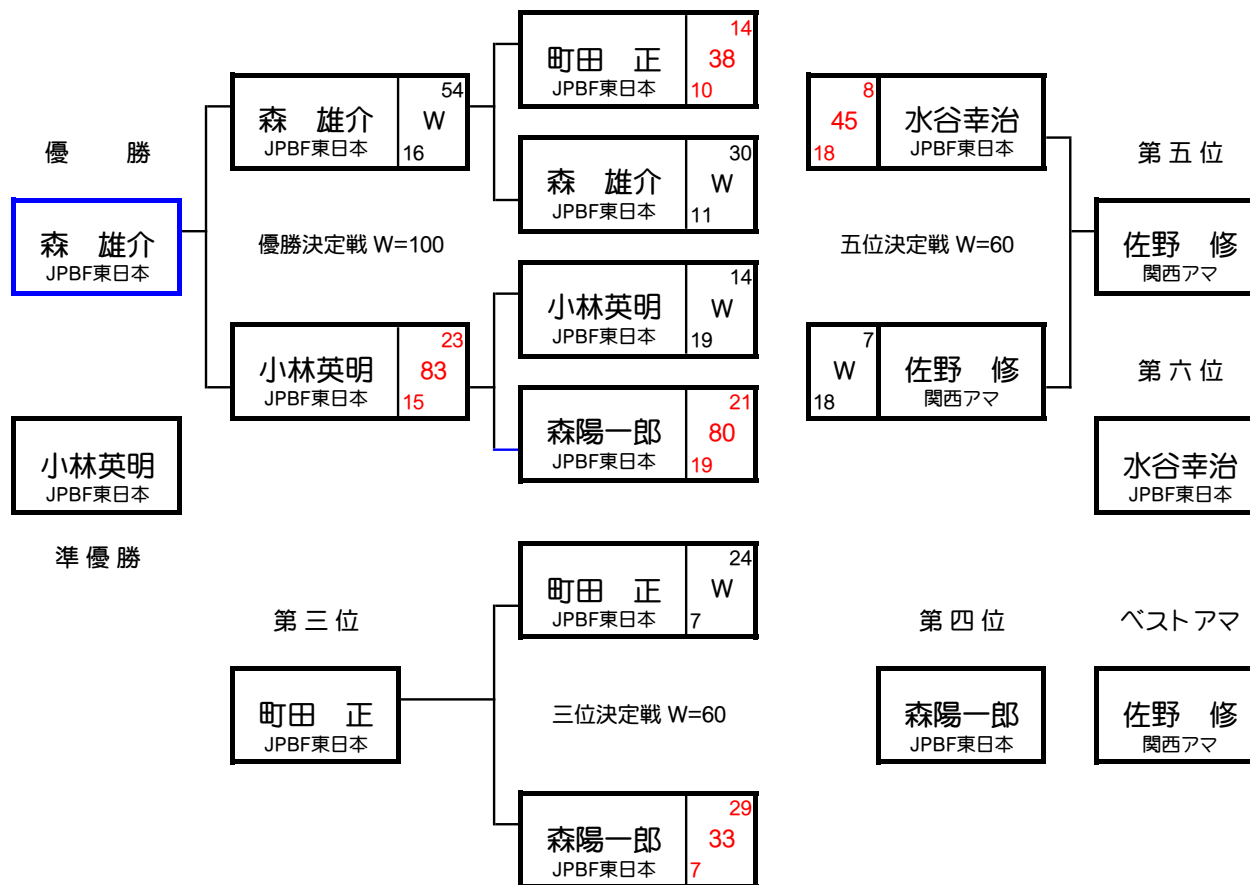 優　勝
森　雄介
JPBF東日本
小林英明
JPBF東日本
準 優 勝
森　雄介
JPBF東日本
54
W
16
優勝決定戦 W=100
小林英明
JPBF東日本
23
83
15
町田　正
JPBF東日本
14
38
10
森　雄介
JPBF東日本
30
W
11
小林英明
JPBF東日本
14
W
19
森陽一郎
JPBF東日本
21
80
19
8
45
18
水谷幸治
JPBF東日本
五位決定戦 W=60
7
W
18
佐野　修
関西アマ
第 五 位
佐野　修
関西アマ
第 六 位
水谷幸治
JPBF東日本
第 三 位
町田　正
JPBF東日本
町田　正
JPBF東日本
24
W
7
三位決定戦 W=60
森陽一郎
JPBF東日本
29
33
7
第 四 位
森陽一郎
JPBF東日本
ベスト アマ
佐野　修
関西アマ